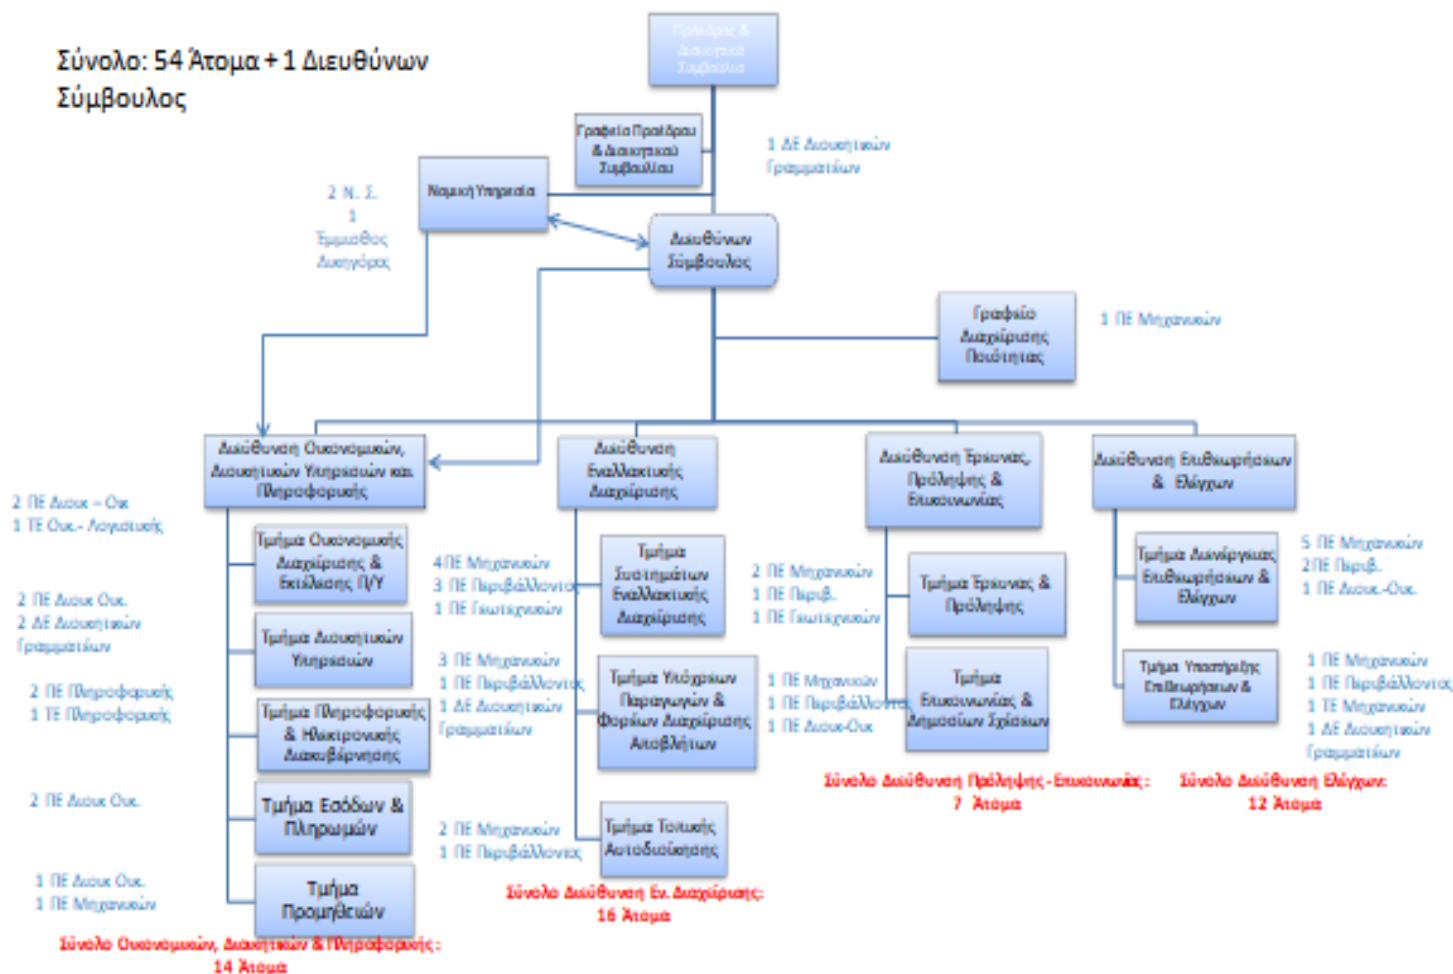 Σύνολο: 54 Άτομα + 1 Διευθύνων
Σύμβουλος
Πρόεδρος &
Διοικητικό
Συμβούλιο
Γραφείο Προέδρου
& Διοικητικού
Συμβουλίου
1 ΔΕ Διοικητικών
Γραμματέων
Νομική Υπηρεσία
2 Ν. Σ.
1
Έμμισθος
Δικηγόρος
Διευθύνων
Σύμβουλος
Γραφείο
Διαχείρισης
Ποιότητας
1 ΠΕ Μηχανικών
Διεύθυνση Οικονομικών,
Διοικητικών Υπηρεσιών και
Πληροφορικής
2 ΠΕ Διοικ – Οικ
1 ΤΕ Οικ.- Λογιστικής
Τμήμα Οικονομικής
Διαχείρισης &
Εκτέλεσης Π/Υ
2 ΠΕ Διοικ Οικ.
2 ΔΕ Διοικητικών
Γραμματέων
Τμήμα Διοικητικών
Υπηρεσιών
2 ΠΕ Πληροφορικής
1 ΤΕ Πληροφορικής
Τμήμα Πληροφορικής
& Ηλεκτρονικής
Διακυβέρνησης
2 ΠΕ Διοικ Οικ.
Τμήμα Εσόδων &
Πληρωμών
1 ΠΕ Διοικ Οικ.
1 ΠΕ Μηχανικών
Τμήμα
Προμηθειών
Σύνολο Οικονομικών, Διοικητικών & Πληροφορικής :
14 Άτομα
Διεύθυνση
Εναλλακτικής
Διαχείρισης
4ΠΕ Μηχανικών
3 ΠΕ Περιβάλλοντος
1 ΠΕ Γεωτεχνικών
Τμήμα
Συστημάτων
Εναλλακτικής
Διαχείρισης
3 ΠΕ Μηχανικών
1 ΠΕ Περιβάλλοντος
1 ΔΕ Διοικητικών
Γραμματέων
Τμήμα Υπόχρεων
Παραγωγών &
Φορέων Διαχείρισης
Αποβλήτων
2 ΠΕ Μηχανικών
1 ΠΕ Περιβάλλοντος
Τμήμα Τοπικής
Αυτοδιοίκησης
Σύνολο Διεύθυνση Εν. Διαχείρισης:
16 Άτομα
Διεύθυνση Έρευνας,
Πρόληψης &
Επικοινωνίας
2 ΠΕ Μηχανικών
1 ΠΕ Περιβ.
1 ΠΕ Γεωτεχνικών
Τμήμα Έρευνας &
Πρόληψης
1 ΠΕ Μηχανικών
1 ΠΕ Περιβάλλοντος
1 ΠΕ Διοικ-Οικ
Τμήμα
Επικοινωνίας &
Δημοσίων Σχέσεων
Σύνολο Διεύθυνση Πρόληψης - Επικοινωνίας :
7 Άτομα
Διεύθυνση Επιθεωρήσεων
& Ελέγχων
Τμήμα Διενέργειας
Επιθεωρήσεων &
Ελέγχων
5 ΠΕ Μηχανικών
2ΠΕ Περιβ.
1 ΠΕ Διοικ.-Οικ.
Τμήμα Υποστήριξης
Επιθεωρήσεων &
Ελέγχων
1 ΠΕ Μηχανικών
1 ΠΕ Περιβάλλοντος
1 ΤΕ Μηχανικών
1 ΔΕ Διοικητικών
Γραμματέων
Σύνολο Διεύθυνση Ελέγχων:
12 Άτομα